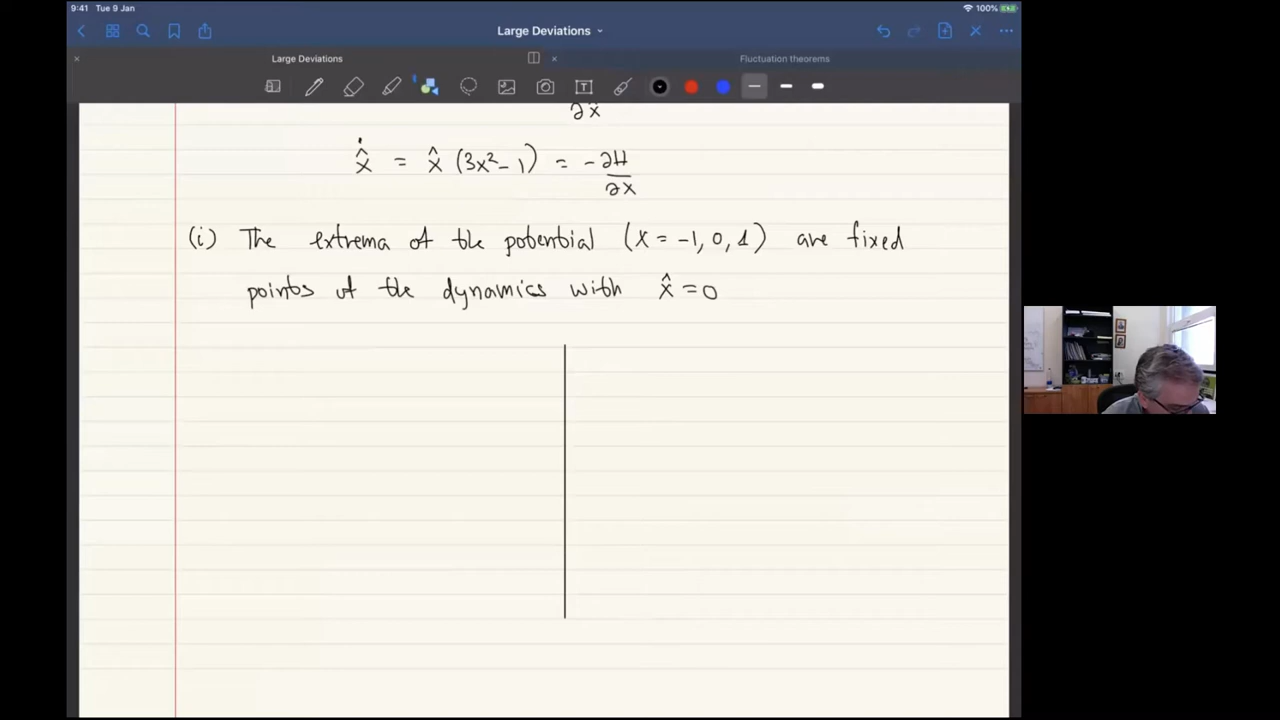 9:41 Tue 9 Jan
100%
Large Deviations
Large Deviations
Fluctuation theorems
T
∂x
ẋ̂ = x̂ (3x²-1) = -∂H/∂x
(i) The extrema of the potential (x = -1, 0, 1) are fixed
points of the dynamics with x̂ = 0